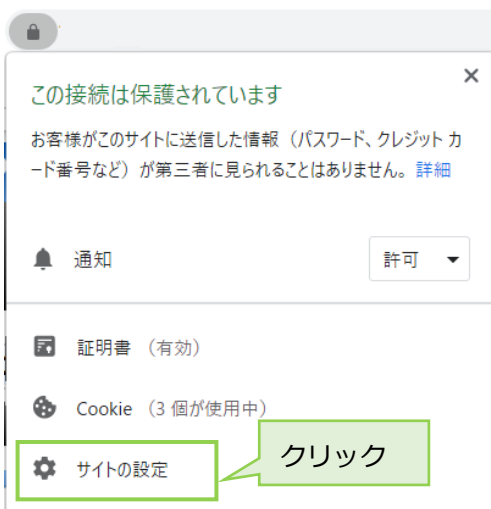 この接続は保護されています
お客様がこのサイトに送信した情報（パスワード、クレジット カ
ード番号など）が第三者に見られることはありません。詳細
通知
許可
証明書（有効）
Cookie（3 個が使用中）
サイトの設定
クリック